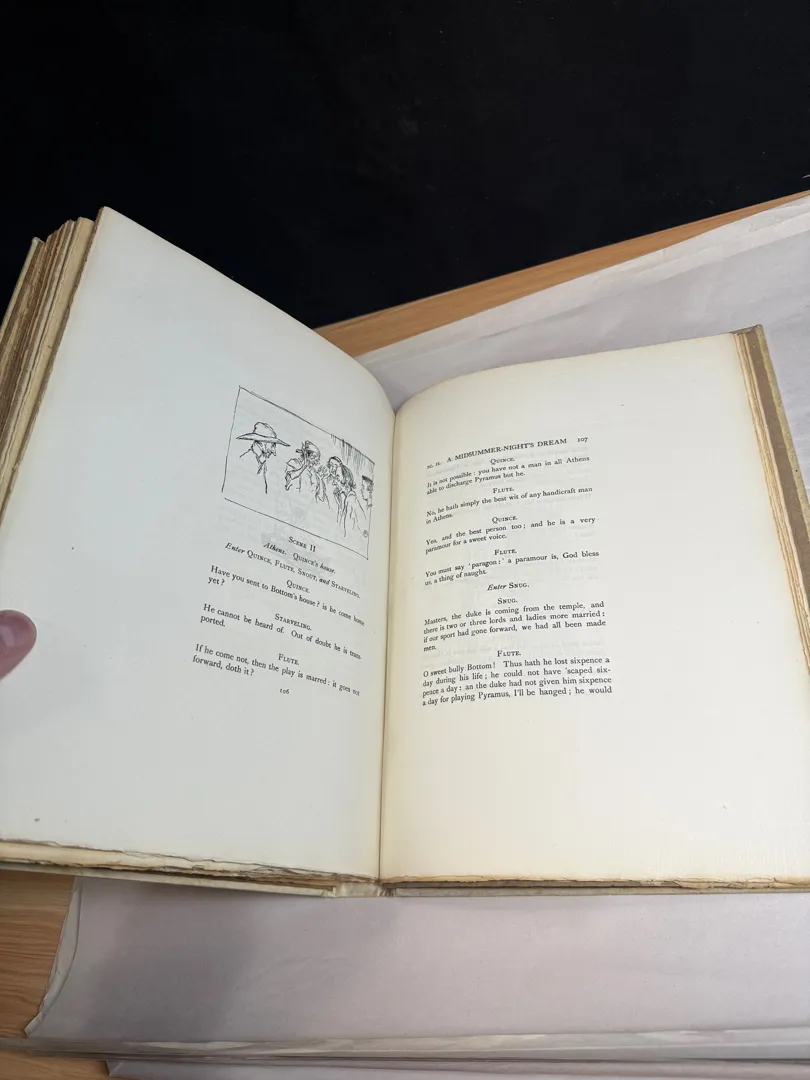 SCENE II
Athens. QUINCE'S house.
Enter QUINCE, FLUTE, SNOUT, and STARVELING.
QUINCE.
Have you sent to Bottom's house? is he come home
yet?
STARVELING.
He cannot be heard of. Out of doubt he is trans-
ported.
FLUTE.
If he come not, then the play is marred: it goes not
forward, doth it?
106
SC. II. A MIDSUMMER-NIGHT'S DREAM 107
QUINCE.
It is not possible: you have not a man in all Athens
able to discharge Pyramus but he.
FLUTE.
No, he hath simply the best wit of any handicraft man
in Athens.
QUINCE.
Yes, and the best person too; and he is a very
paramour for a sweet voice.
FLUTE.
You must say 'paragon:' a paramour is, God bless
us, a thing of naught.
Enter SNUG.
SNUG.
Masters, the duke is coming from the temple, and
there is two or three lords and ladies more married:
if our sport had gone forward, we had all been made
men.
FLUTE.
O sweet bully Bottom! Thus hath he lost sixpence a
day during his life; he could not have 'scaped six-
pence a day: an the duke had not given him sixpence
a day for playing Pyramus, I'll be hanged; he would